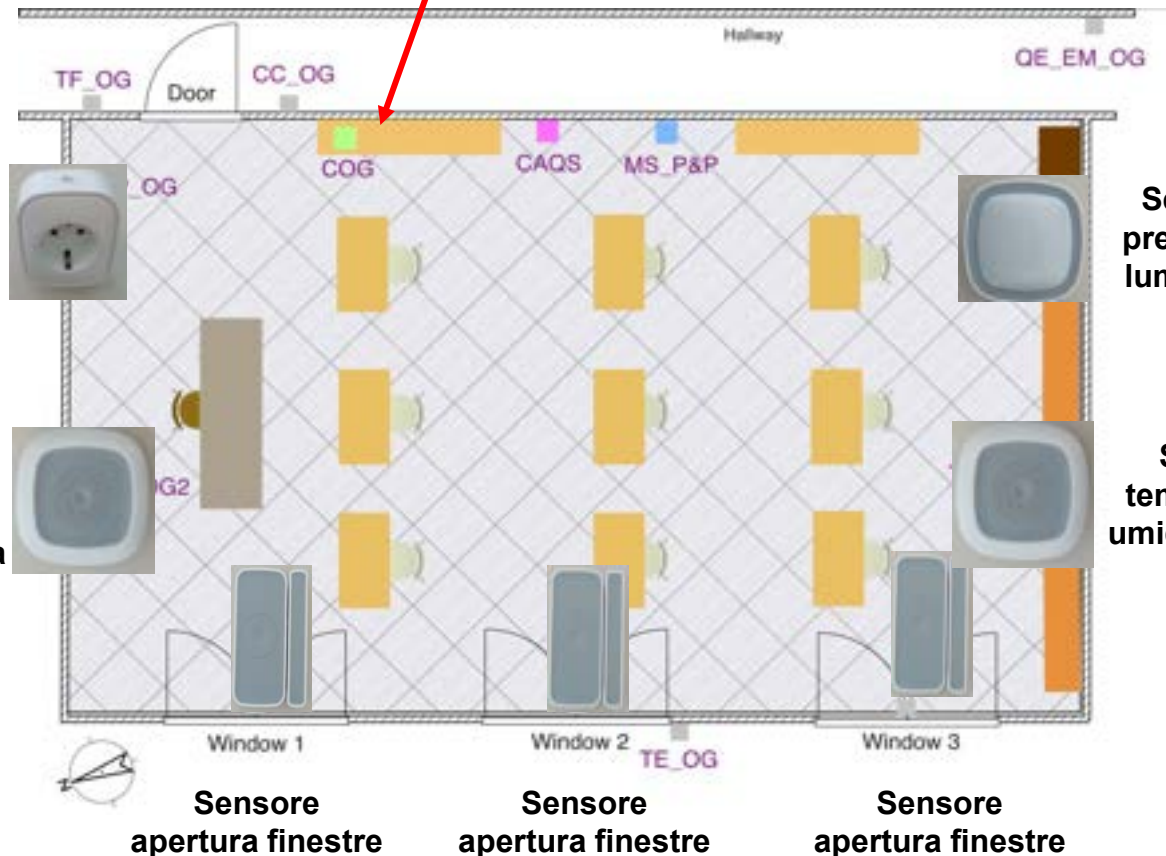 Hallway
QE_EM_OG
TF_OG
CC_OG
Door
COG
CAQS
MS_P&P
_OG
G2
Window 1
Window 2
Window 3
TE_OG
Sensore
apertura finestre
Sensore
apertura finestre
Sensore
apertura finestre